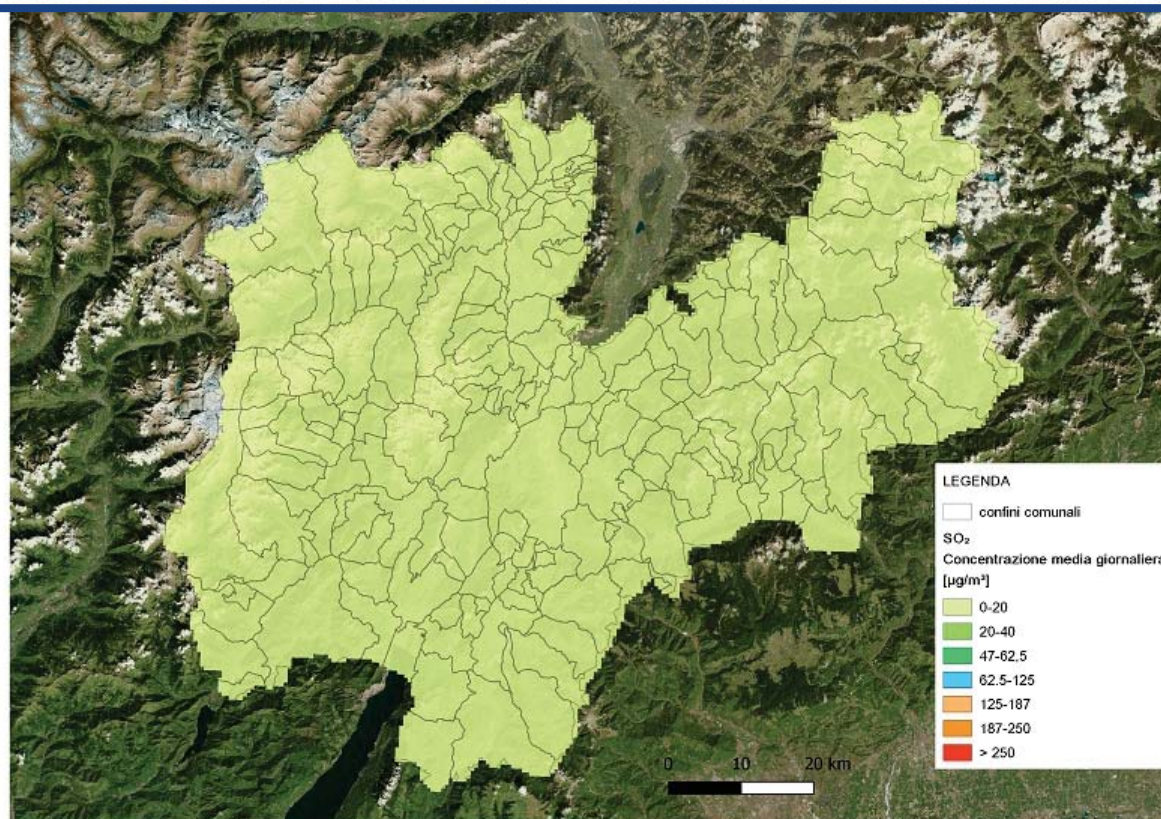 LEGENDA
confini comunali
SO₂
Concentrazione media giornaliera
[µg/m³]
0-20
20-40
47-62,5
62.5-125
125-187
187-250
> 250
0 10 20 km